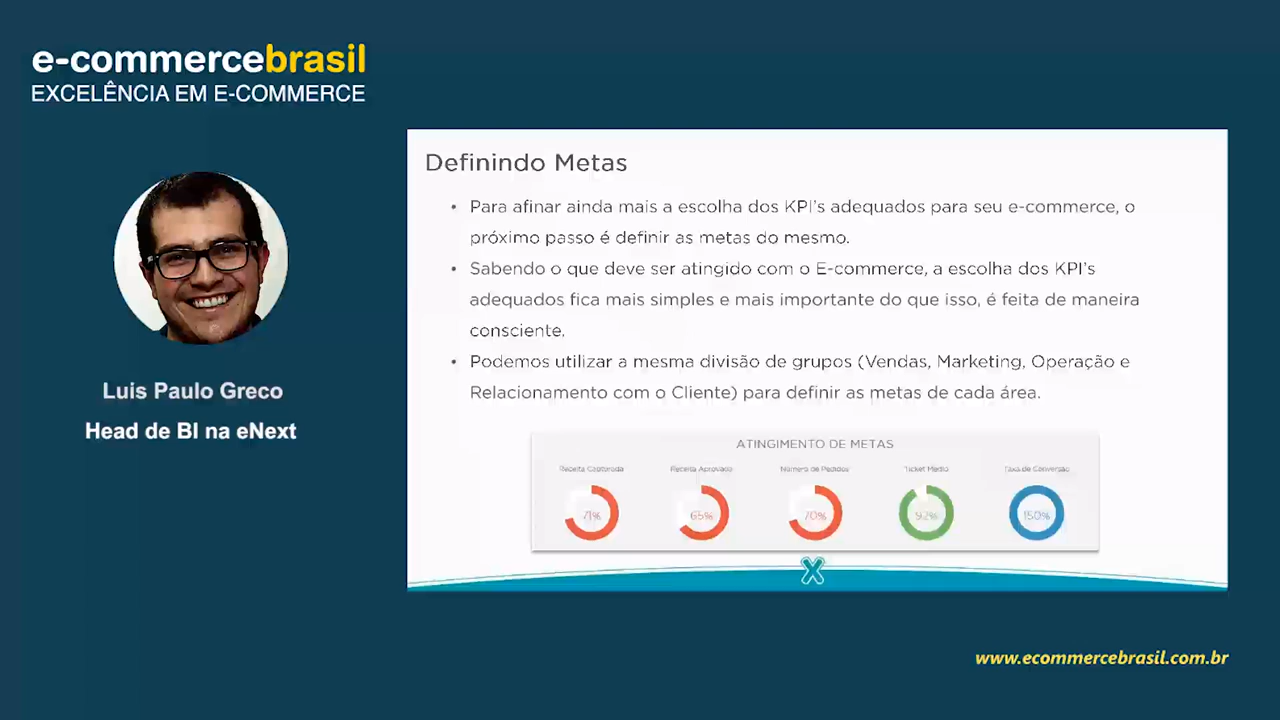 e-commercebrasil
EXCELÊNCIA EM E-COMMERCE
Luis Paulo Greco
Head de BI na eNext
Definindo Metas
• Para afinar ainda mais a escolha dos KPI's adequados para seu e-commerce, o
próximo passo é definir as metas do mesmo.
• Sabendo o que deve ser atingido com o E-commerce, a escolha dos KPI's
adequados fica mais simples e mais importante do que isso, é feita de maneira
consciente.
• Podemos utilizar a mesma divisão de grupos (Vendas, Marketing, Operação e
Relacionamento com o Cliente) para definir as metas de cada área.
ATINGIMENTO DE METAS
Receita Capturada Receita Aprovada Número de Pedidos Ticket Médio Taxa de Conversão
71% 65% 70% 92% 150%
www.ecommercebrasil.com.br